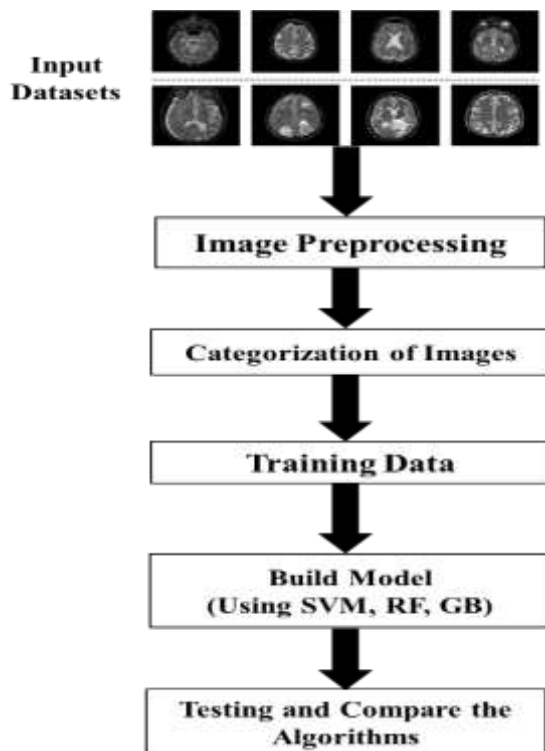 Input
Datasets
Image Preprocessing
Categorization of Images
Training Data
Build Model
(Using SVM, RF, GB)
Testing and Compare the
Algorithms